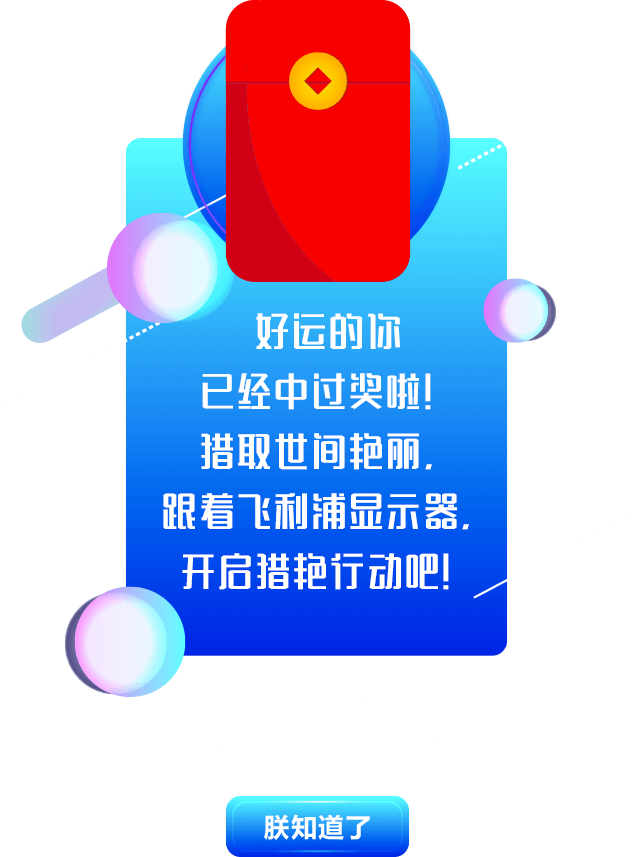 好运的你
已经中过奖啦！
猎取世间艳丽，
跟着飞利浦显示器，
开启猎艳行动吧！
朕知道了